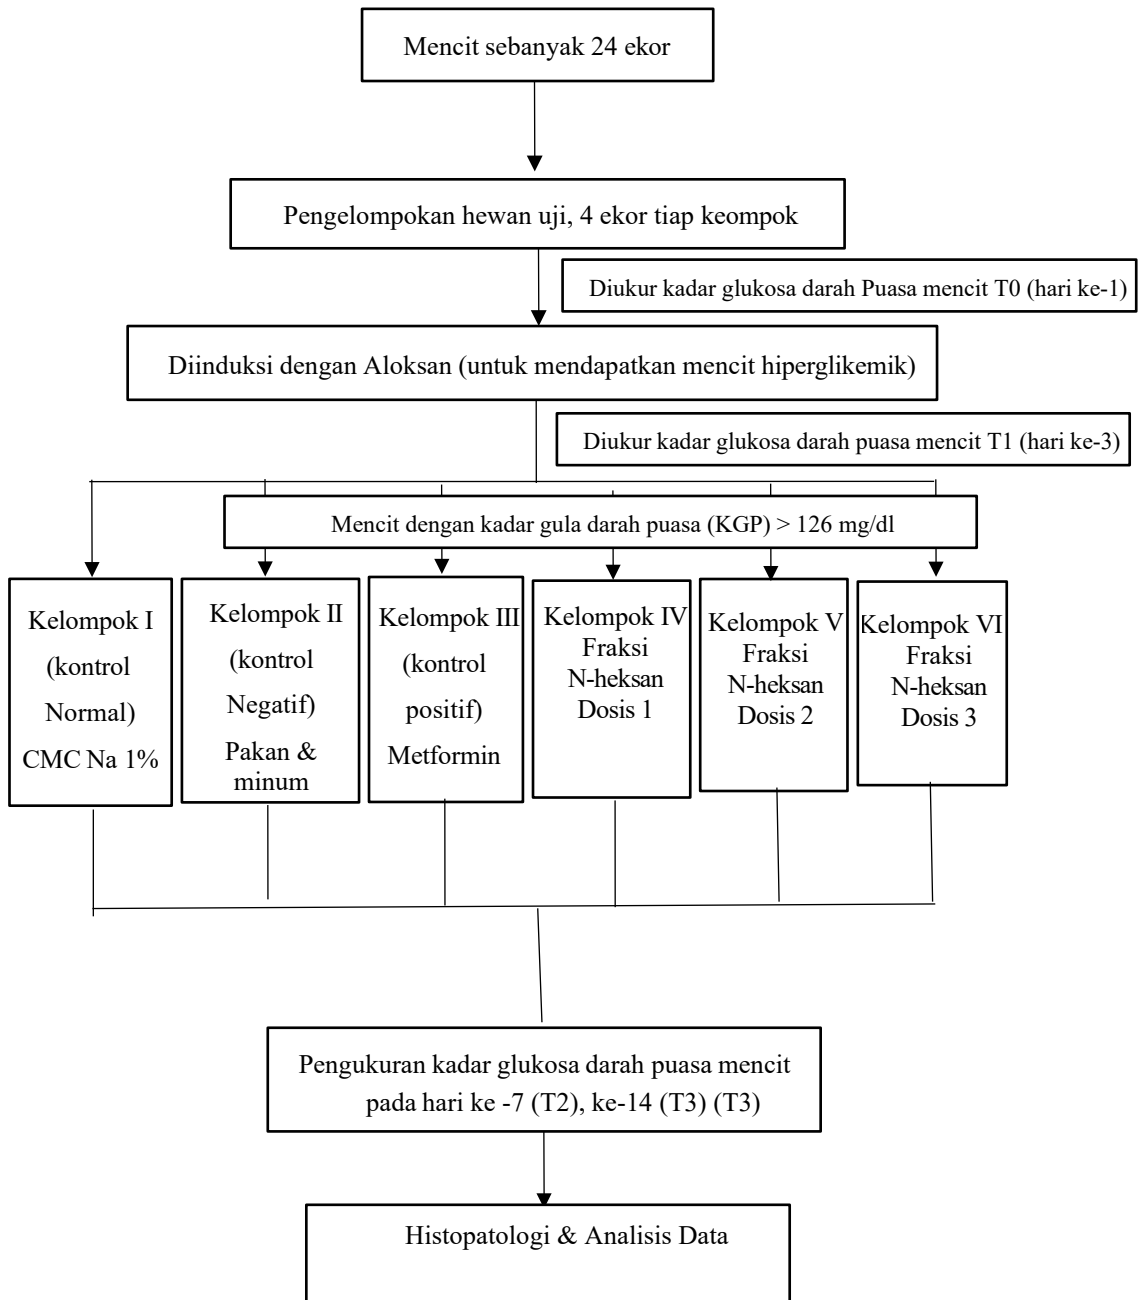 Mencit sebanyak 24 ekor
Pengelompokan hewan uji, 4 ekor tiap keompok
Diukur kadar glukosa darah Puasa mencit T0 (hari ke-1)
Diinduksi dengan Aloksan (untuk mendapatkan mencit hiperglikemik)
Diukur kadar glukosa darah puasa mencit T1 (hari ke-3)
Mencit dengan kadar gula darah puasa (KGP) > 126 mg/dl
Kelompok I
(kontrol
Normal)
CMC Na 1%
Kelompok II
(kontrol
Negatif)
Pakan &
minum
Kelompok III
(kontrol
positif)
Metformin
Kelompok IV
Fraksi
N-heksan
Dosis 1
Kelompok V
Fraksi
N-heksan
Dosis 2
Kelompok VI
Fraksi
N-heksan
Dosis 3
Pengukuran kadar glukosa darah puasa mencit
pada hari ke -7 (T2), ke-14 (T3) (T3)
Histopatologi & Analisis Data